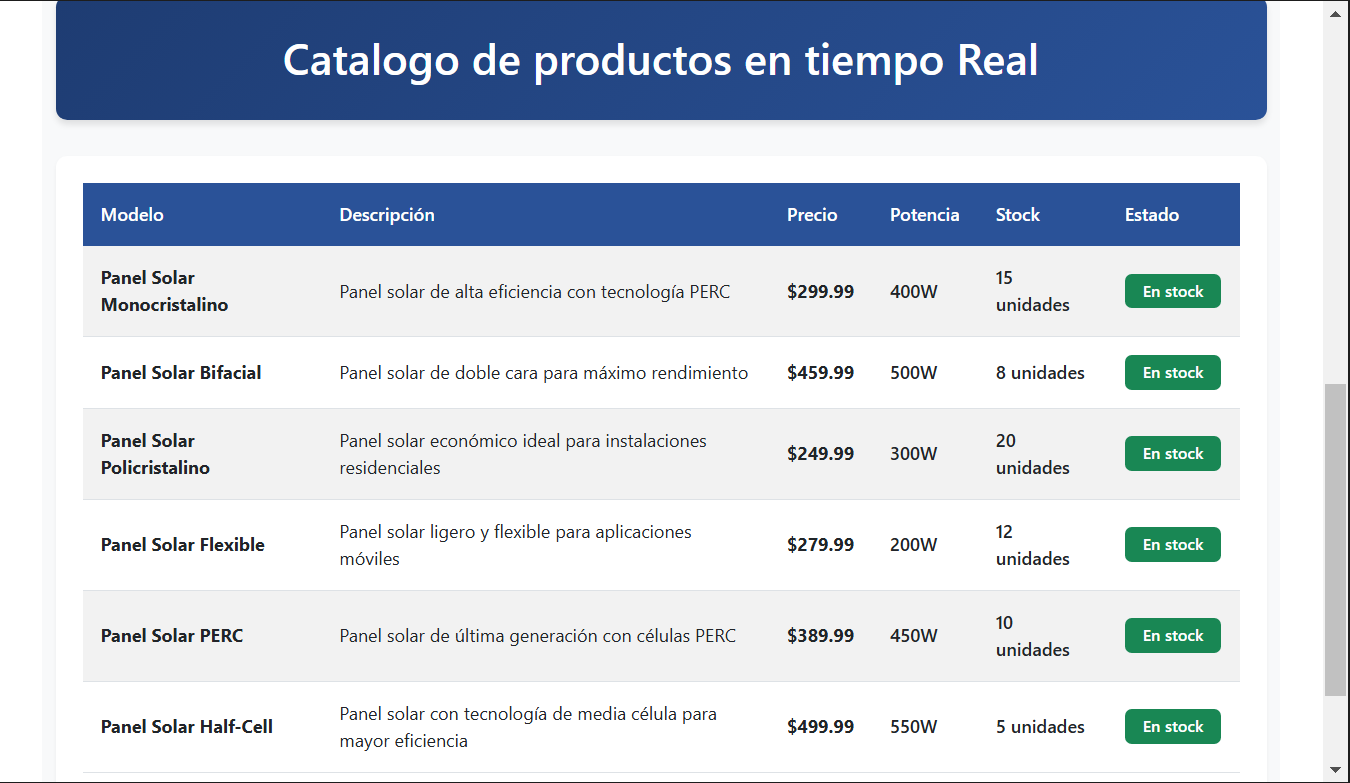 Catalogo de productos en tiempo Real
Modelo Descripción Precio Potencia Stock Estado
Panel Solar
Monocristalino
Panel solar de alta eficiencia con tecnología PERC
$299.99
400W
15
unidades
En stock
Panel Solar Bifacial
Panel solar de doble cara para máximo rendimiento
$459.99
500W
8 unidades
En stock
Panel Solar
Policristalino
Panel solar económico ideal para instalaciones
residenciales
$249.99
300W
20
unidades
En stock
Panel Solar Flexible
Panel solar ligero y flexible para aplicaciones
móviles
$279.99
200W
12
unidades
En stock
Panel Solar PERC
Panel solar de última generación con células PERC
$389.99
450W
10
unidades
En stock
Panel Solar Half-Cell
Panel solar con tecnología de media célula para
mayor eficiencia
$499.99
550W
5 unidades
En stock